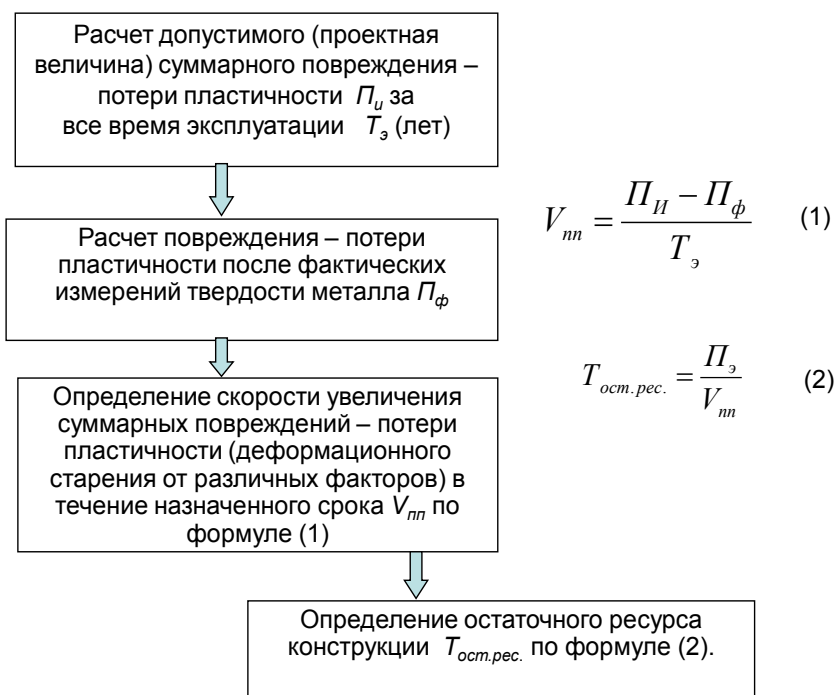 Расчет допустимого (проектная
величина) суммарного повреждения –
потери пластичности П_и за
все время эксплуатации Т_э (лет)
Расчет повреждения – потери
пластичности после фактических
измерений твердости металла П_ф
Определение скорости увеличения
суммарных повреждений – потери
пластичности (деформационного
старения от различных факторов) в
течение назначенного срока V_пп по
формуле (1)
Определение остаточного ресурса
конструкции Т_ост.рес. по формуле (2).
V_пп = (П_И − П_ф) / Т_э (1)
T_ост.рес. = П_э / V_пп (2)